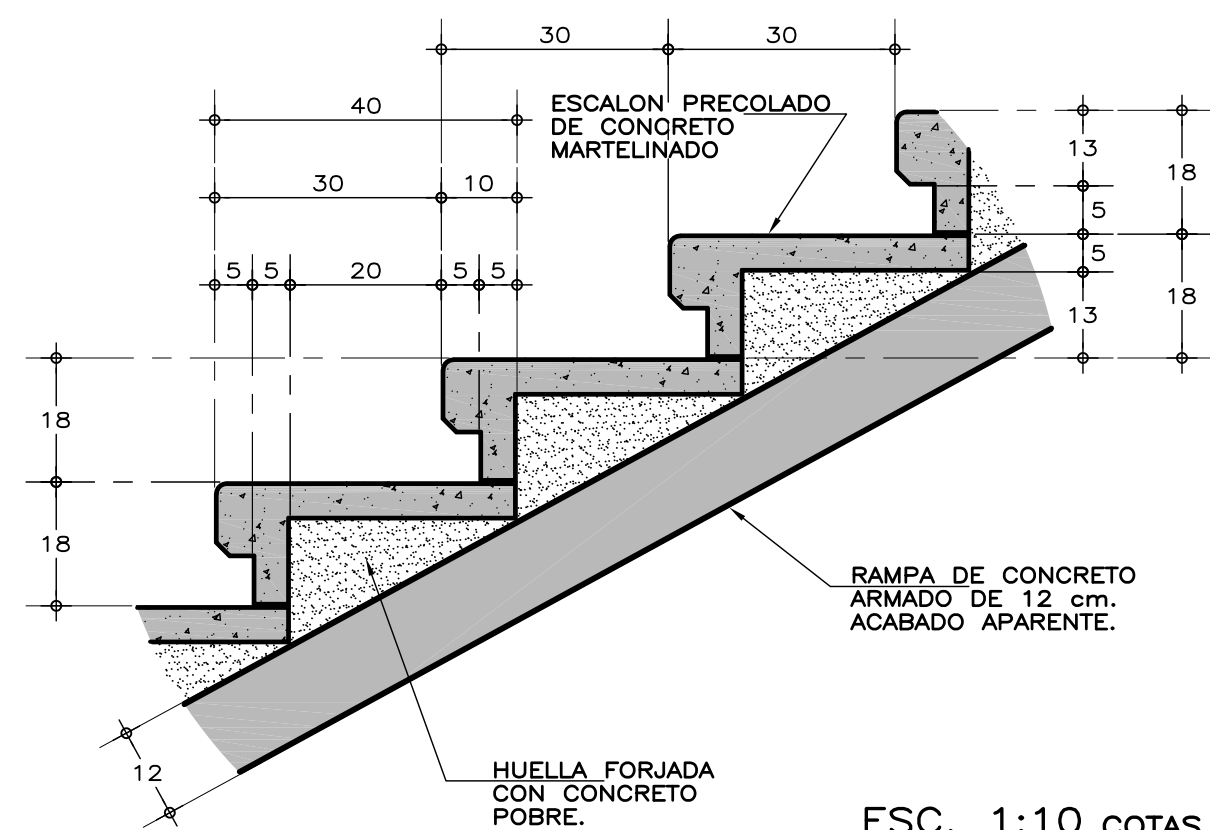 30 30
40
ESCALON PRECOLADO
DE CONCRETO
MARTELINADO
13
18
30 10
5
5 5 20 5 5
5
18
13
18
18
RAMPA DE CONCRETO
ARMADO DE 12 cm.
ACABADO APARENTE.
12
HUELLA FORJADA
CON CONCRETO
POBRE.
ESC. 1:10 COTAS